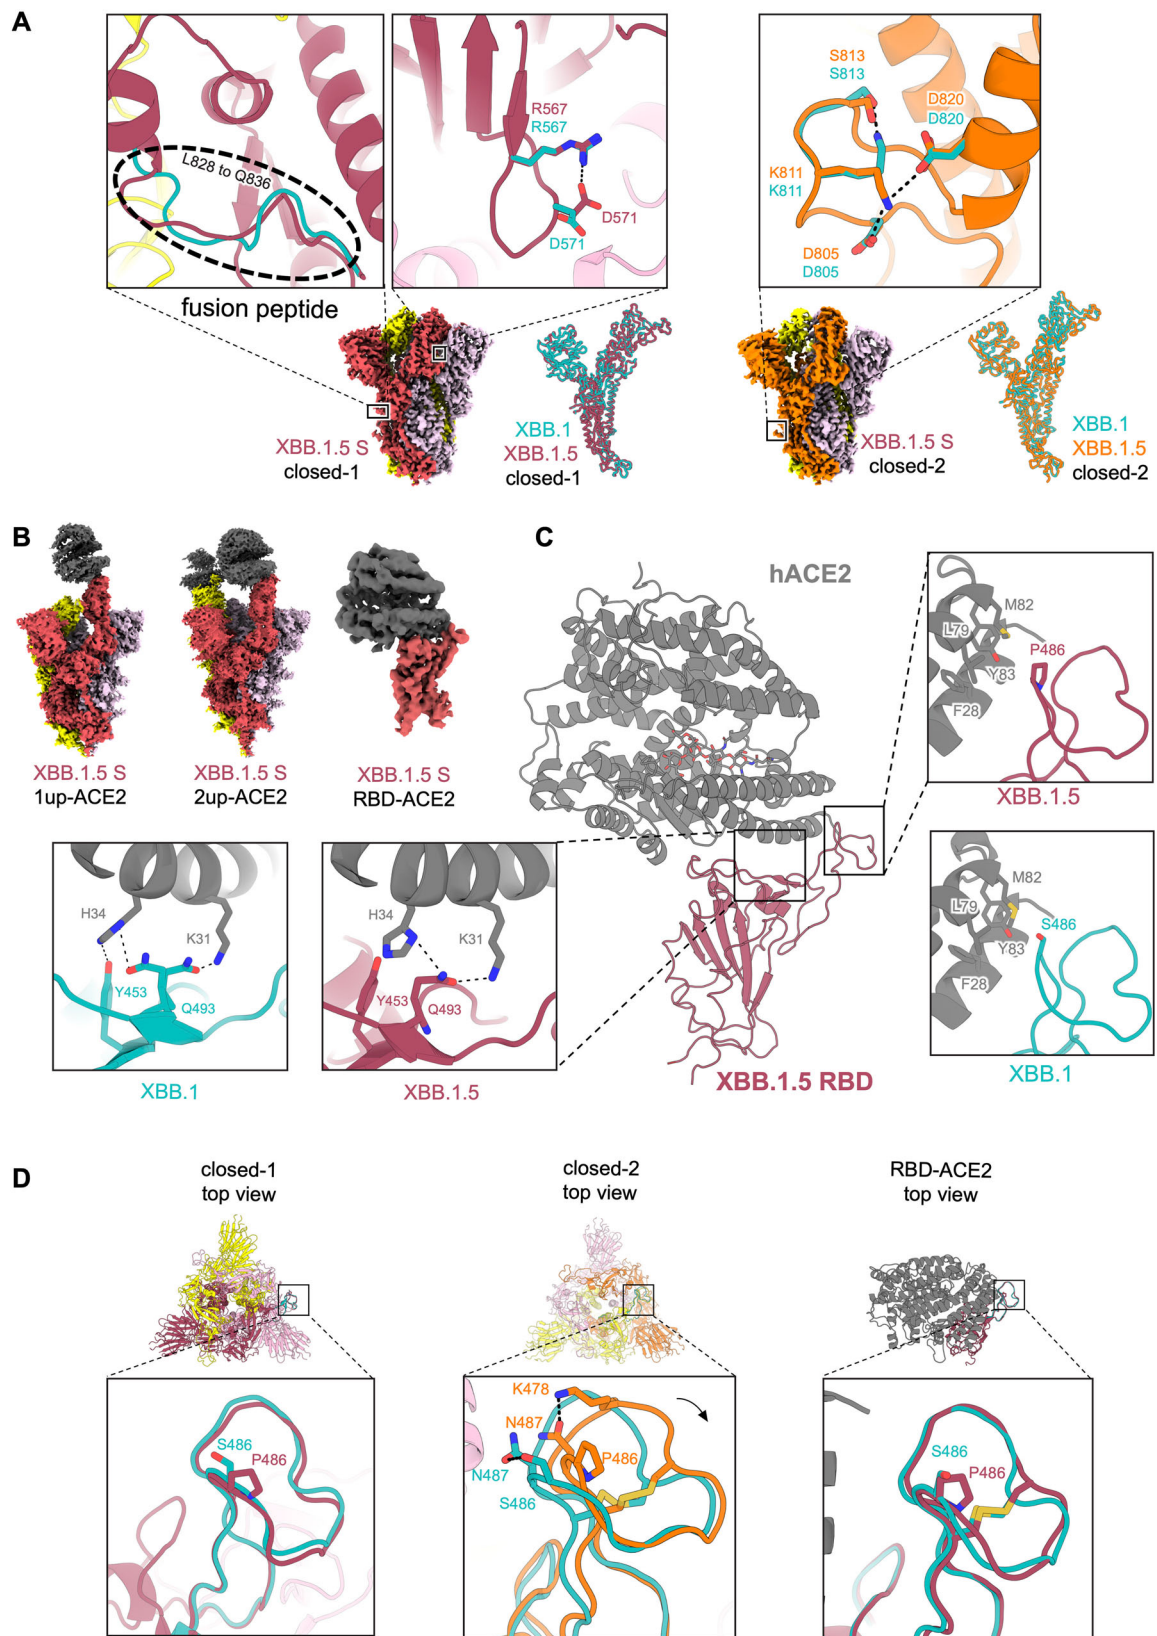 A
L828 to Q836
R567
R567
D571
D571
S813
S813
D820
D820
K811
K811
D805
D805
fusion peptide
XBB.1.5 S
closed-1
XBB.1
XBB.1.5
closed-1
XBB.1.5 S
closed-2
XBB.1
XBB.1.5
closed-2
B
XBB.1.5 S
1up-ACE2
XBB.1.5 S
2up-ACE2
XBB.1.5 S
RBD-ACE2
H34
K31
Y453
Q493
XBB.1
H34
K31
Y453
Q493
XBB.1.5
C
hACE2
XBB.1.5 RBD
M82
L79
P486
Y83
F28
XBB.1.5
M82
L79
S486
Y83
F28
XBB.1
D
closed-1
top view
closed-2
top view
RBD-ACE2
top view
S486
P486
K478
N487
P486
N487
S486
S486
P486